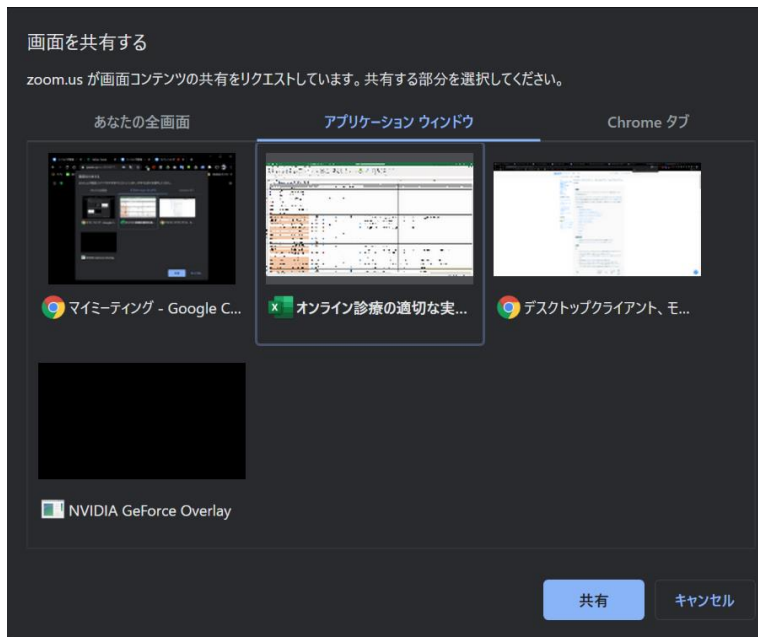 画面を共有する
zoom.us が画面コンテンツの共有をリクエストしています。共有する部分を選択してください。
あなたの全画面
アプリケーション ウィンドウ
Chrome タブ
マイミーティング - Google C...
オンライン診療の適切な実...
デスクトップクライアント、モ...
NVIDIA GeForce Overlay
共有
キャンセル